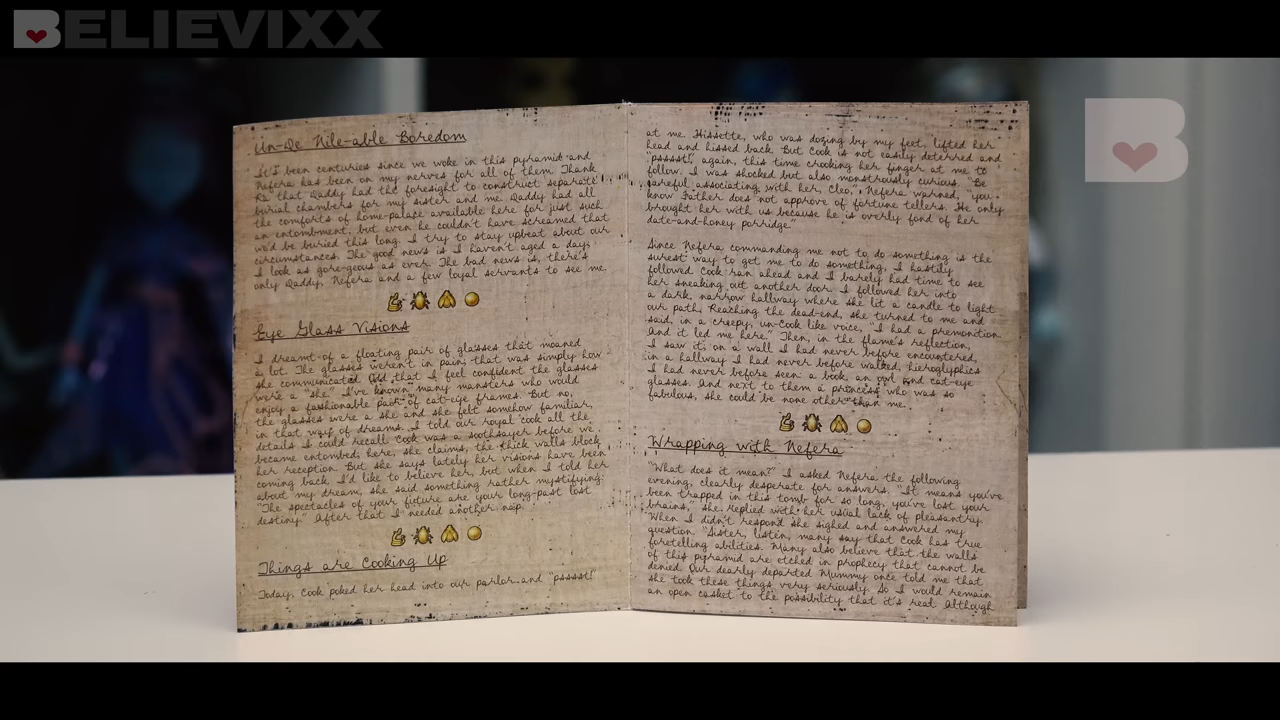 BELIEVIXX
B
Un-De Nile-able Boredom
It's been centuries since we woke in this pyramid and
Nefera has been on my nerves for all of them. Thank
Ra that Daddy had the foresight to construct separate
burial chambers for my sister and me. Daddy had all
the comforts of home-palace available here for just such
an entombment, but even he couldn't have screamed that
we'd be buried this long. I try to stay upbeat about our
circumstances. The good news is I haven't aged a day;
I look as gore-geous as ever. The bad news is, there's
only Daddy, Nefera and a few loyal servants to see me.
Eye Glass Visions
I dreamt of a floating pair of glasses that moaned
a lot. The glasses weren't in pain; that was simply how
she communicated. Odd that I feel confident the glasses
were a "she." I've known many mansters who would
enjoy a fashionable pair of cat-eye frames. But no,
the glasses were a she and she felt somehow familiar,
in that way of dreams. I told our royal cook all the
details I could recall. Cook was a soothsayer before we
became entombed; here, she claims, the thick walls block
her reception. But she says lately her visions have been
coming back. I'd like to believe her, but when I told her
about my dream, she said something rather mystifying:
"The spectacles of your future are your long-past lost
destiny." After that I needed another nap.
Things are Cooking Up
Today, Cook poked her head into our parlor and "psssst!"
at me. Hissette, who was dozing by my feet, lifted her
head and hissed back. But Cook is not easily deterred and
"psssst!" again, this time crooking her finger at me to
follow. I was shocked but also monstrously curious. "Be
careful associating with her, Cleo," Nefera warned, "you
know Father does not approve of fortune tellers. He only
brought her with us because he is overly fond of her
date-and-honey porridge."
Since Nefera commanding me not to do something is the
surest way to get me to do something, I hastily
followed. Cook ran ahead and I barely had time to see
her sneaking out another door. I followed her into
a dark, narrow hallway where she lit a candle to light
our path. Reaching the dead-end, she turned to me and
said, in a creepy, un-Cook like voice, "I had a premonition.
And it led me here." Then, in the flame's reflection,
I saw it: on a wall I had never before encountered,
in a hallway I had never before walked, hieroglyphics
I had never before seen: a book, an owl and cat-eye
glasses. And next to them a princess who was so
fabulous, she could be none other than me.
Wrapping with Nefera
"What does it mean?" I asked Nefera the following
evening, clearly desperate for answers. "It means you've
been trapped in this tomb for so long, you've lost your
brains," she replied with her usual lack of pleasantry.
When I didn't respond she sighed and answered my
question. "Sister, listen, many say that Cook has true
foretelling abilities. Many also believe that the walls
of this pyramid are etched in prophecy that cannot be
denied. Our dearly departed Mummy once told me that
she took these things very seriously. So I would remain
an open casket to the possibility that it's real. Although
B